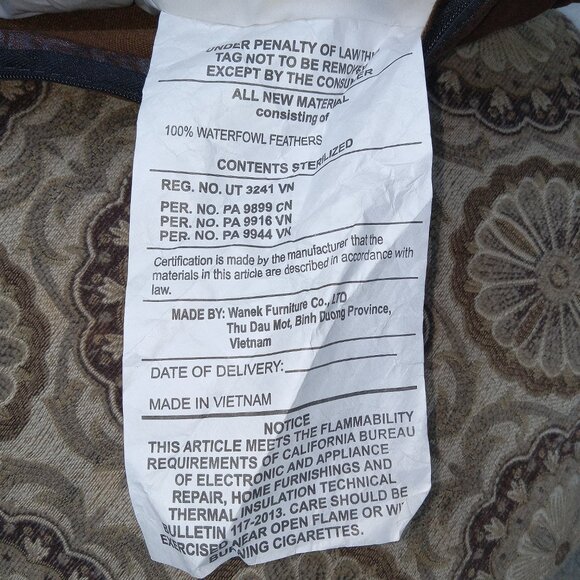 UNDER PENALTY OF LAW THIS
TAG NOT TO BE REMOVED
EXCEPT BY THE CONSUMER
ALL NEW MATERIAL
consisting of
100% WATERFOWL FEATHERS
CONTENTS STERILIZED
REG. NO. UT 3241 VN
PER. NO. PA 9899 CN
PER. NO. PA 9916 VN
PER. NO. PA 9944 VN
Certification is made by the manufacturer that the
materials in this article are described in accordance with
law.
MADE BY: Wanek Furniture Co., LTD
Thu Dau Mot, Binh Duong Province,
Vietnam
DATE OF DELIVERY:
MADE IN VIETNAM
NOTICE
THIS ARTICLE MEETS THE FLAMMABILITY
REQUIREMENTS OF CALIFORNIA BUREAU
OF ELECTRONIC AND APPLIANCE
REPAIR, HOME FURNISHINGS AND
THERMAL INSULATION TECHNICAL
BULLETIN 117-2013. CARE SHOULD BE
EXERCISED NEAR OPEN FLAME OR WITH
BURNING CIGARETTES.